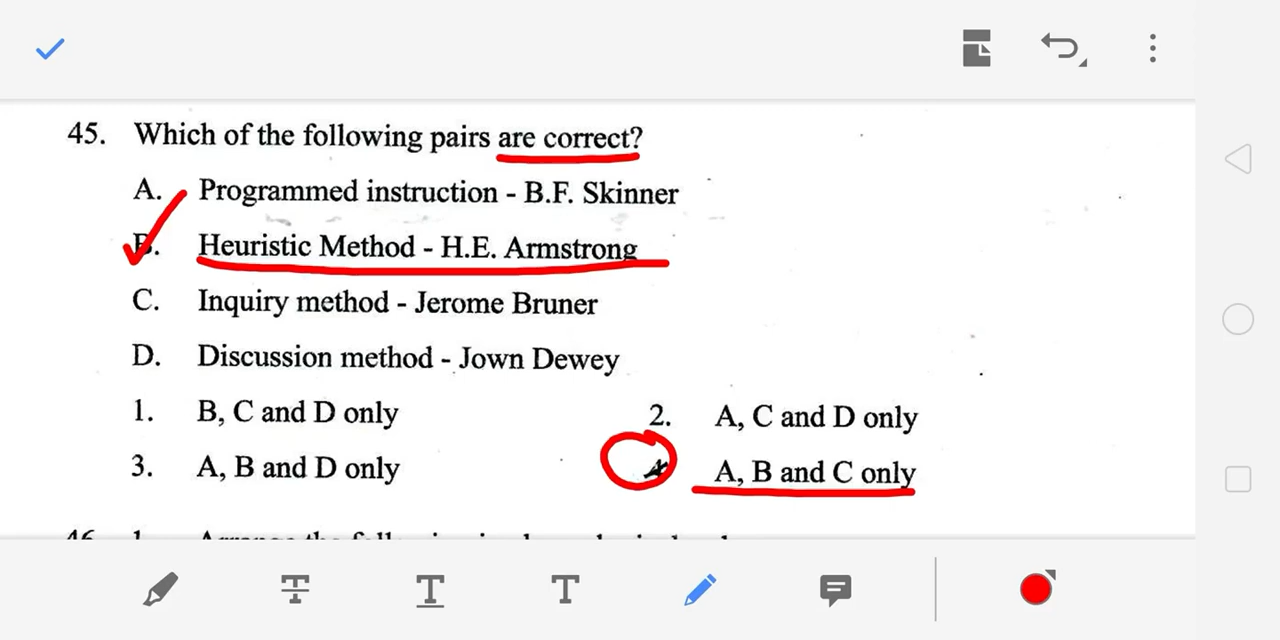 45. Which of the following pairs are correct?
A. Programmed instruction - B.F. Skinner
B. Heuristic Method - H.E. Armstrong
C. Inquiry method - Jerome Bruner
D. Discussion method - Jown Dewey
1. B, C and D only 2. A, C and D only
3. A, B and D only 4. A, B and C only